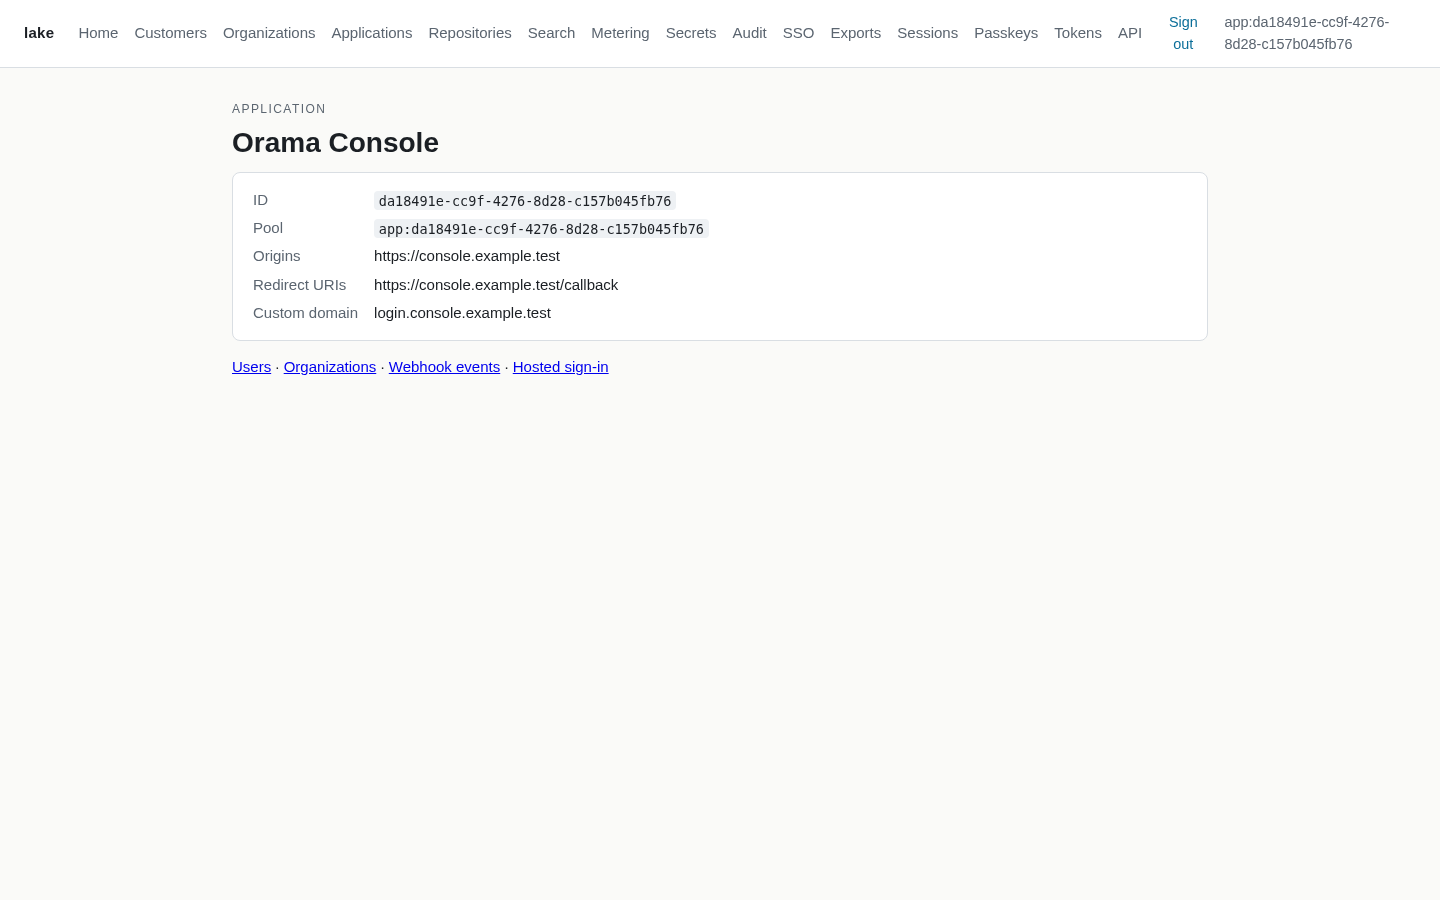 lake Home Customers Organizations Applications Repositories Search Metering Secrets Audit SSO Exports Sessions Passkeys Tokens API Sign out app:da18491e-cc9f-4276-8d28-c157b045fb76
APPLICATION
Orama Console
ID da18491e-cc9f-4276-8d28-c157b045fb76
Pool app:da18491e-cc9f-4276-8d28-c157b045fb76
Origins https://console.example.test
Redirect URIs https://console.example.test/callback
Custom domain login.console.example.test
Users · Organizations · Webhook events · Hosted sign-in